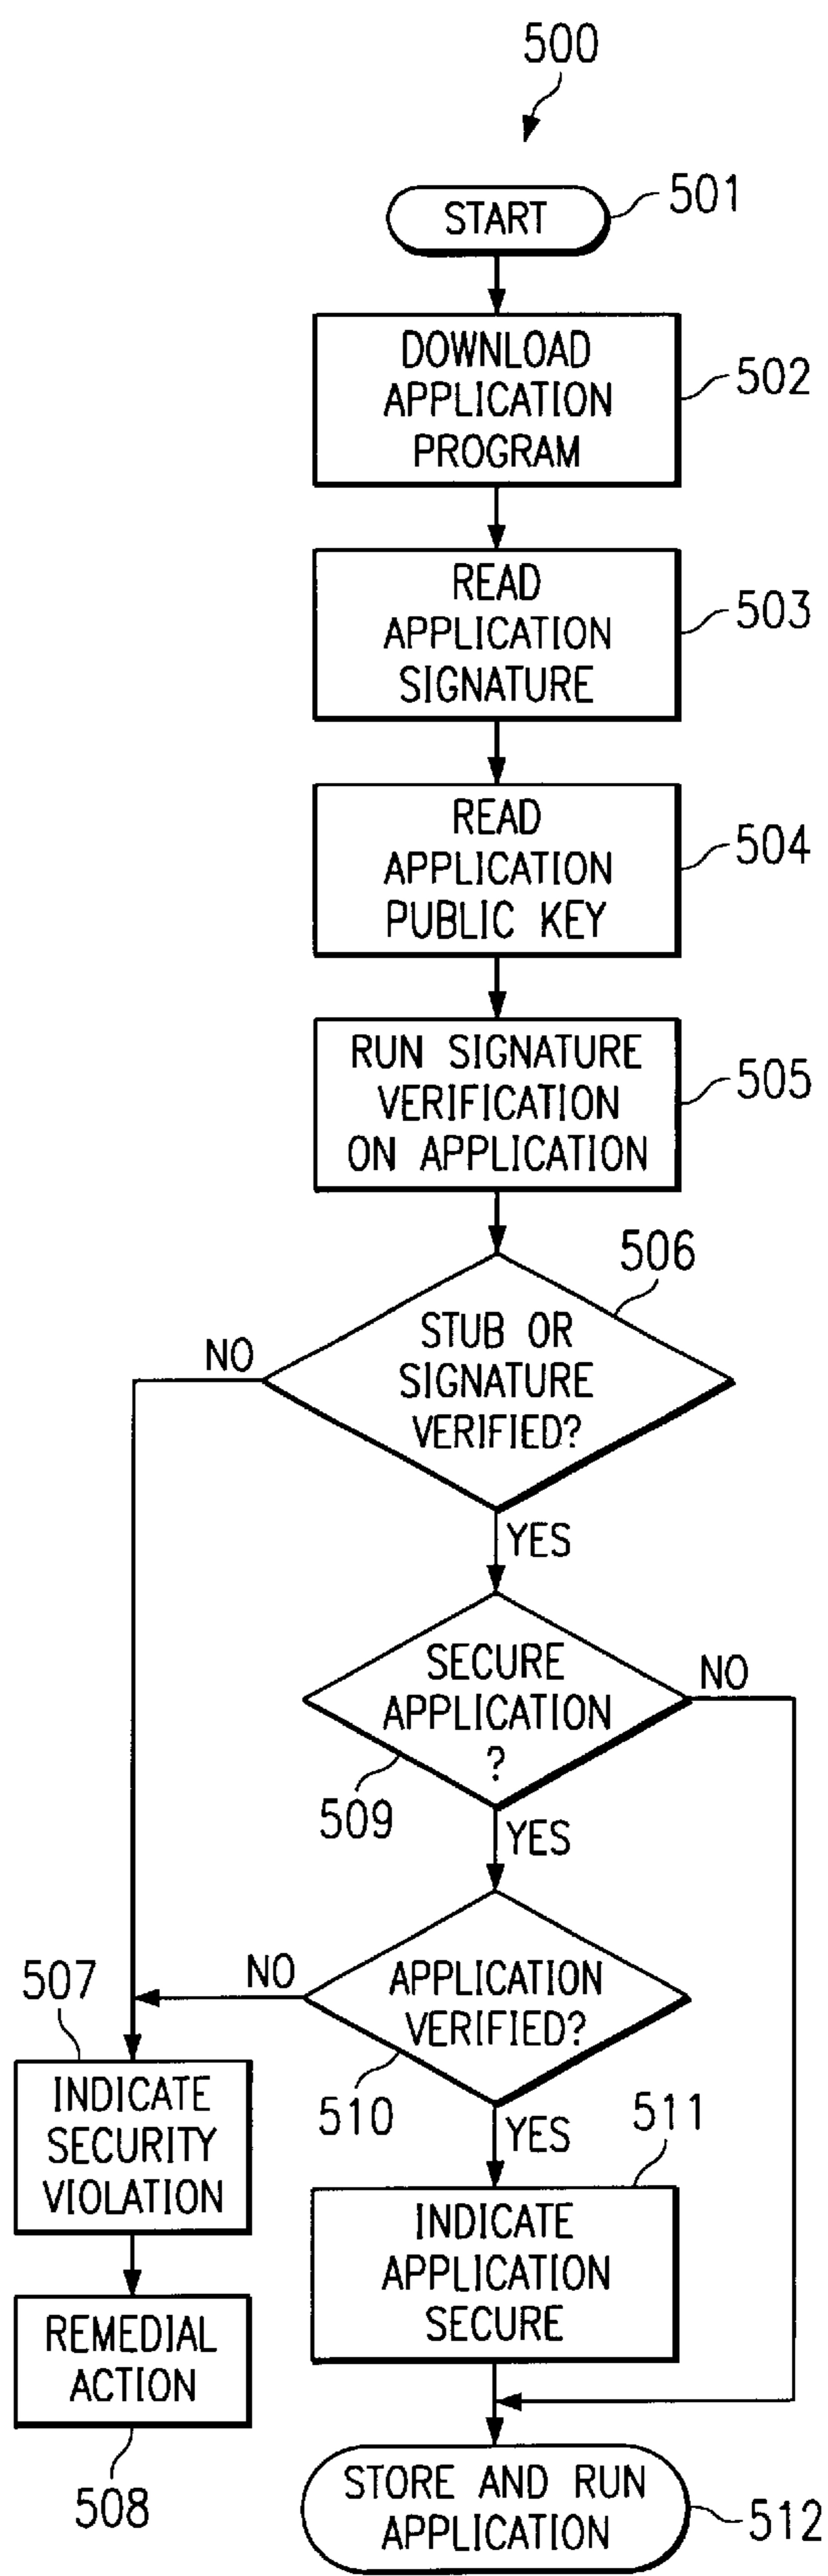 500
START
501
DOWNLOAD
APPLICATION
PROGRAM
502
READ
APPLICATION
SIGNATURE
503
READ
APPLICATION
PUBLIC KEY
504
RUN SIGNATURE
VERIFICATION
ON APPLICATION
505
506
STUB OR
SIGNATURE
VERIFIED?
NO
YES
SECURE
APPLICATION
?
NO
509
YES
APPLICATION
VERIFIED?
NO
510
YES
507
INDICATE
SECURITY
VIOLATION
511
INDICATE
APPLICATION
SECURE
REMEDIAL
ACTION
508
STORE AND RUN
APPLICATION
512